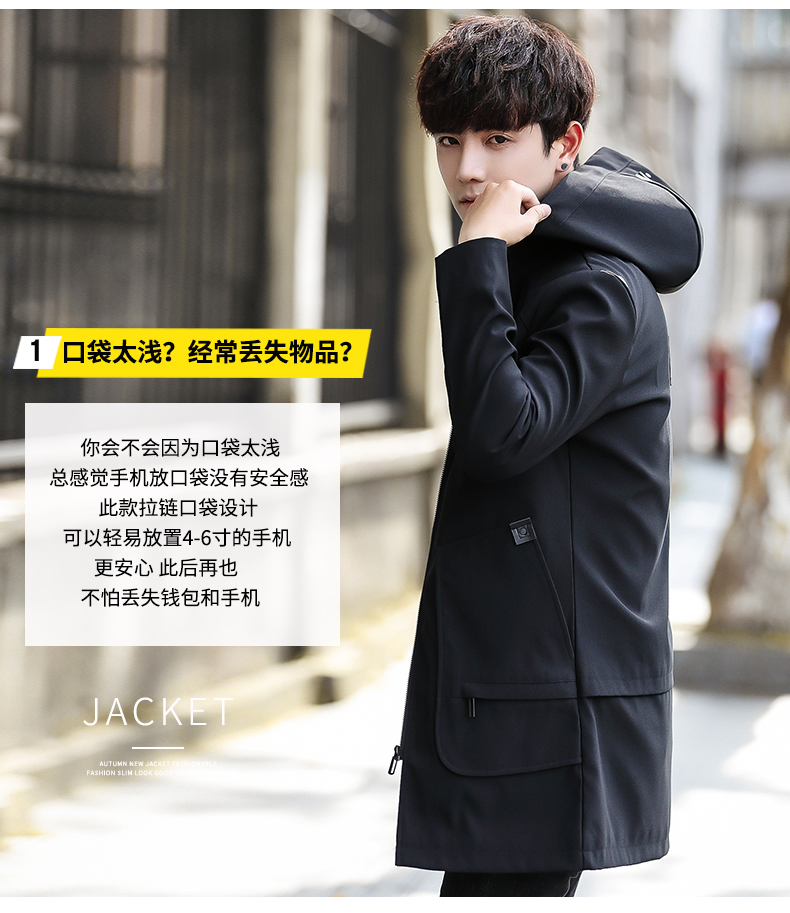 1 口袋太浅？经常丢失物品？
你会不会因为口袋太浅
总感觉手机放口袋没有安全感
此款拉链口袋设计
可以轻易放置4-6寸的手机
更安心 此后再也
不怕丢失钱包和手机
JACKET
AUTUMN NEW JACKET
FASHION SLIM LOOK